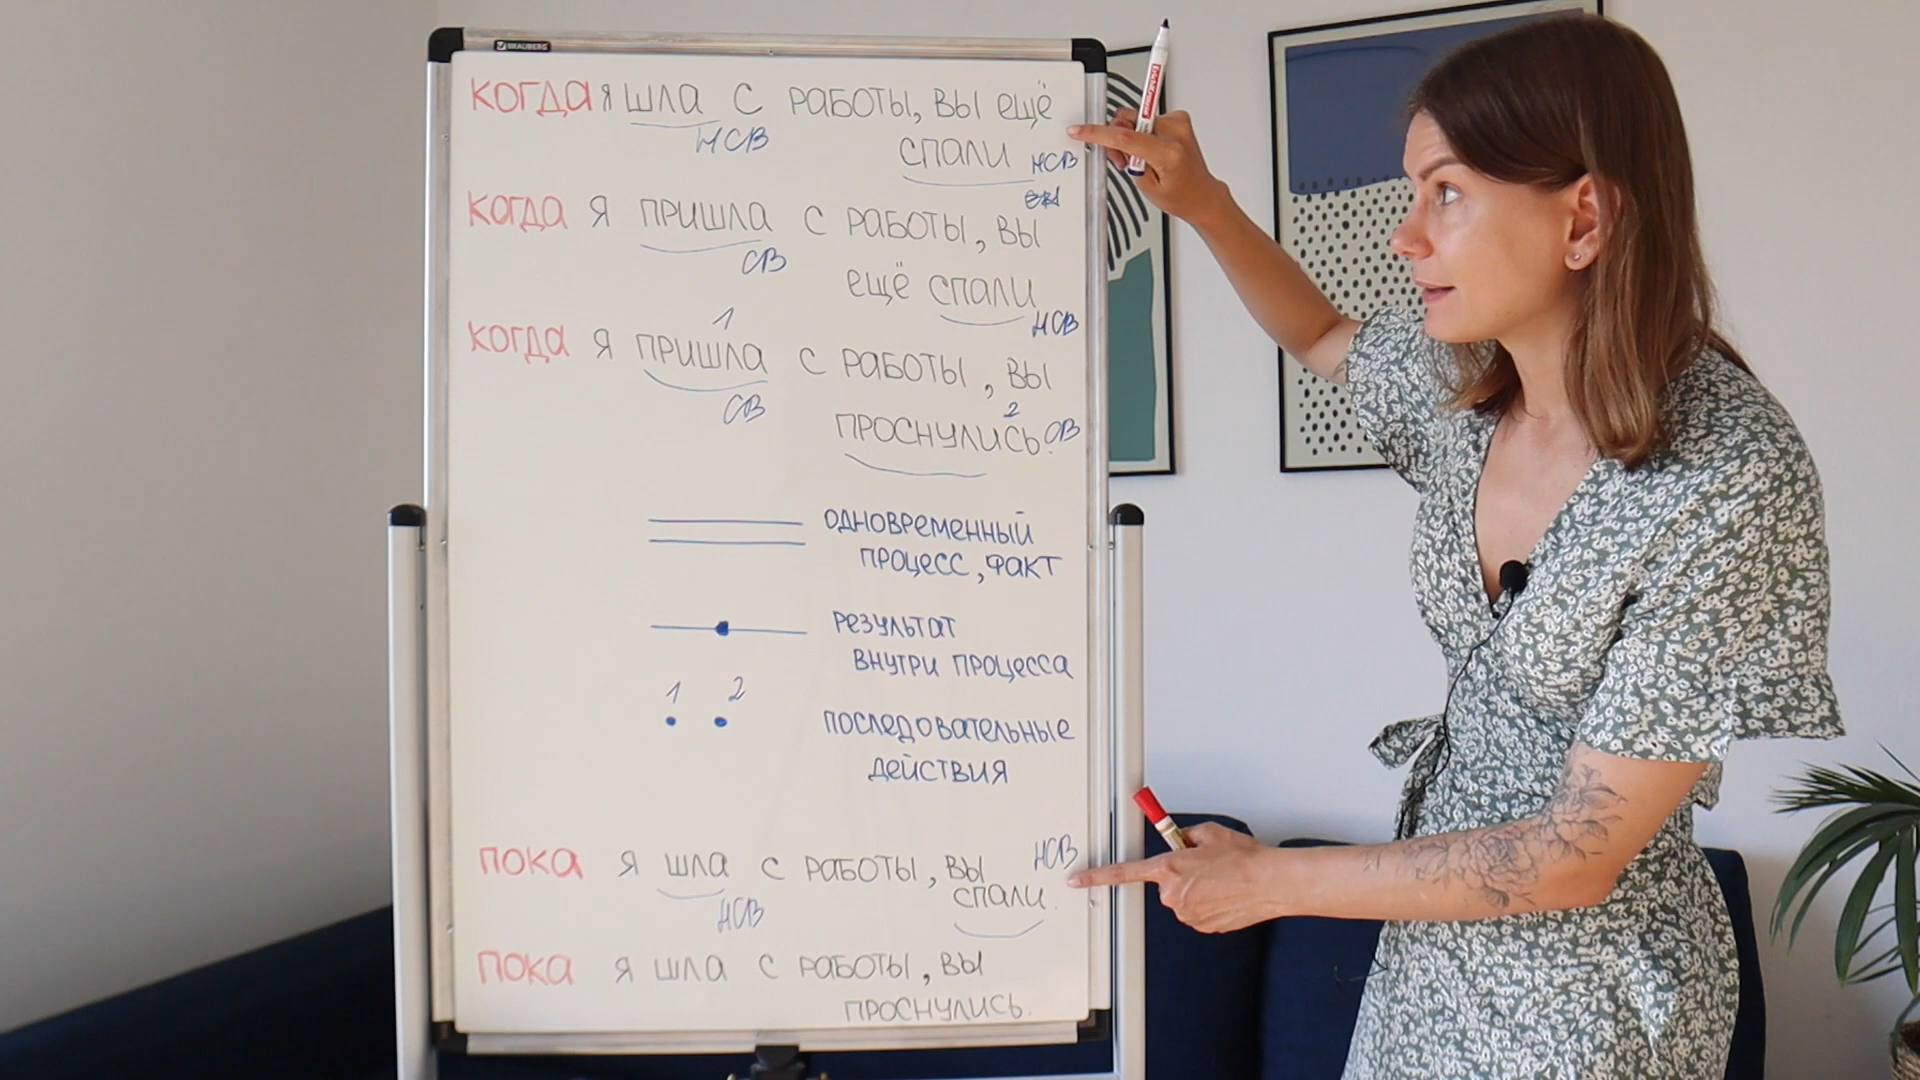 BRAUBERG
КОГДА Я ШЛА С РАБОТЫ, ВЫ ЕЩЁ
НСВ
СПАЛИ НСВ
КОГДА Я ПРИШЛА С РАБОТЫ, ВЫ
СВ
ЕЩЁ СПАЛИ
1 НСВ
КОГДА Я ПРИШЛА С РАБОТЫ, ВЫ
СВ 2
ПРОСНУЛИСЬ. СВ
ОДНОВРЕМЕННЫЙ
ПРОЦЕСС, ФАКТ
РЕЗУЛЬТАТ
ВНУТРИ ПРОЦЕССА
1 2
ПОСЛЕДОВАТЕЛЬНЫЕ
ДЕЙСТВИЯ
ПОКА Я ШЛА С РАБОТЫ, ВЫ НСВ
НСВ СПАЛИ.
ПОКА Я ШЛА С РАБОТЫ, ВЫ
ПРОСНУЛИСЬ.